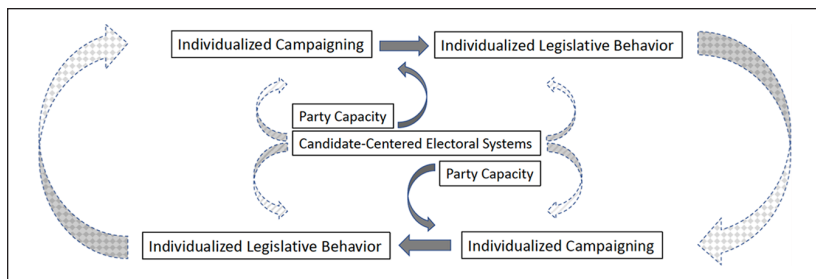 Individualized Campaigning
Individualized Legislative Behavior
Party Capacity
Candidate-Centered Electoral Systems
Party Capacity
Individualized Legislative Behavior
Individualized Campaigning